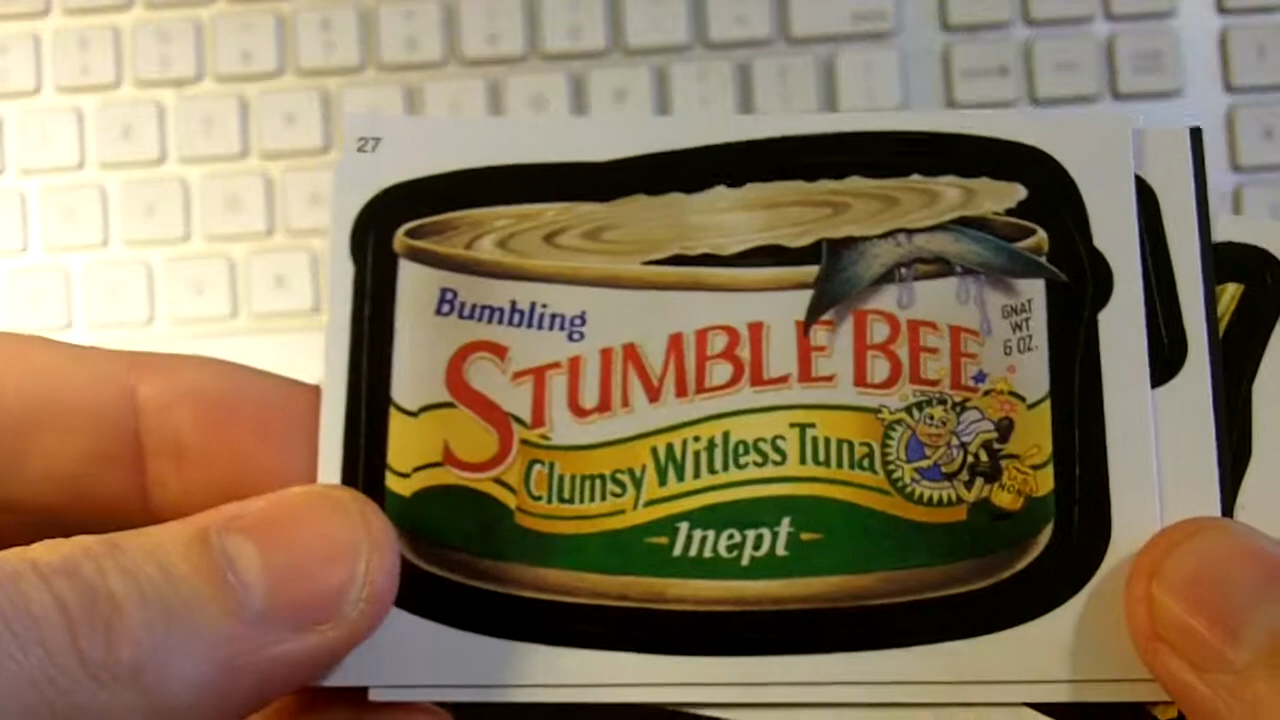 27
Bumbling
STUMBLE BEE
GNAT
WT
6 OZ.
Clumsy Witless Tuna
Inept